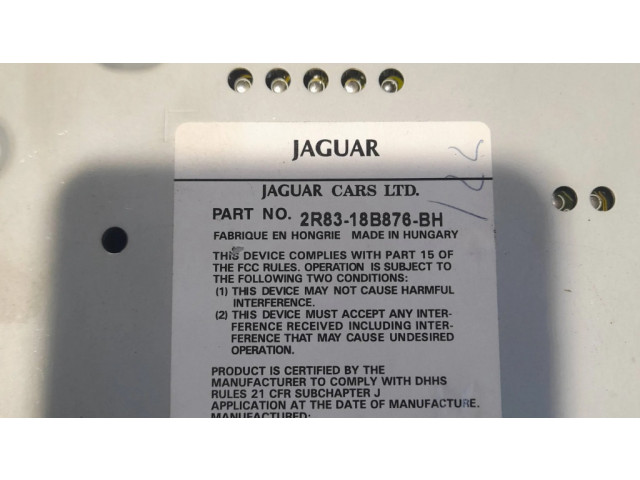 JAGUAR
JAGUAR CARS LTD.
PART NO. 2R83-18B876-BH
FABRIQUE EN HONGRIE MADE IN HUNGARY
THIS DEVICE COMPLIES WITH PART 15 OF
THE FCC RULES. OPERATION IS SUBJECT TO
THE FOLLOWING TWO CONDITIONS:
(1) THIS DEVICE MAY NOT CAUSE HARMFUL
INTERFERENCE.
(2) THIS DEVICE MUST ACCEPT ANY INTER-
FERENCE RECEIVED INCLUDING INTER-
FERENCE THAT MAY CAUSE UNDESIRED
OPERATION.
PRODUCT IS CERTIFIED BY THE
MANUFACTURER TO COMPLY WITH DHHS
RULES 21 CFR SUBCHAPTER J
APPLICATION AT THE DATE OF MANUFACTURE.
MANUFACTURED: